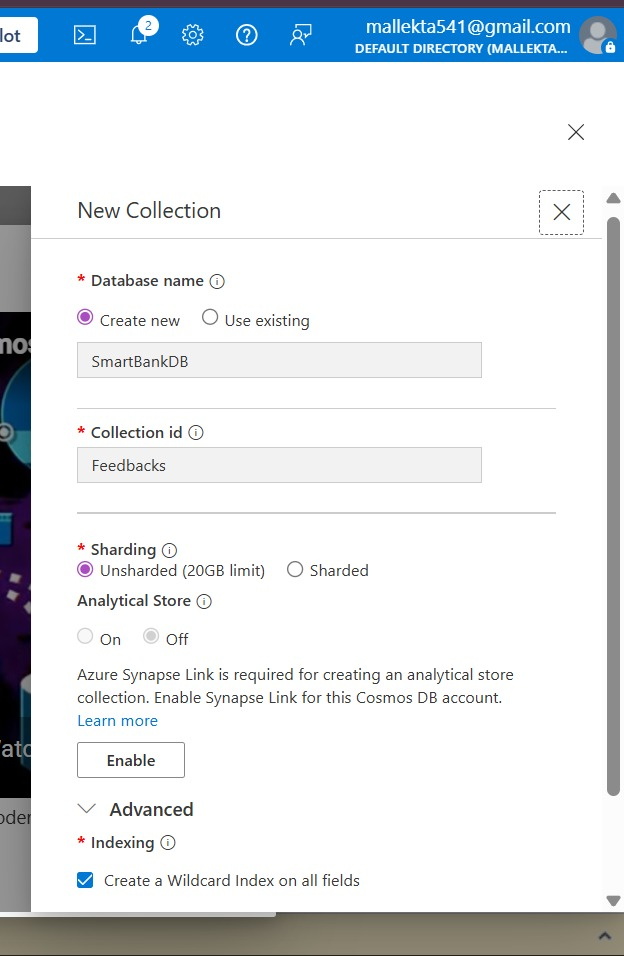 lot
2
mallekta541@gmail.com
DEFAULT DIRECTORY (MALLEKTA...
New Collection
* Database name
Create new
Use existing
SmartBankDB
* Collection id
Feedbacks
* Sharding
Unsharded (20GB limit)
Sharded
Analytical Store
On
Off
Azure Synapse Link is required for creating an analytical store
collection. Enable Synapse Link for this Cosmos DB account.
Learn more
Enable
Advanced
* Indexing
Create a Wildcard Index on all fields